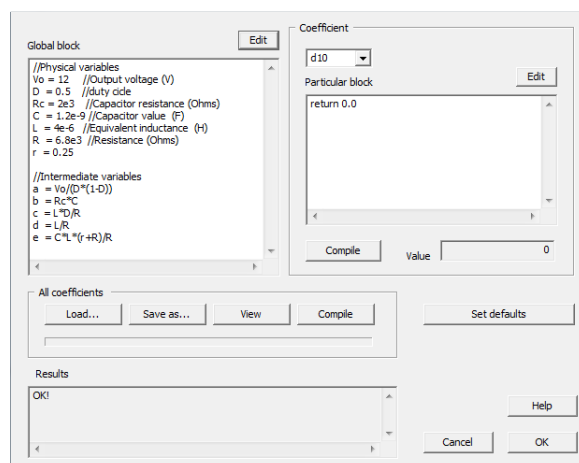 Global block
Edit
//Physical variables
Vo = 12 //Output voltage (V)
D = 0.5 //duty cicle
Rc = 2e3 //Capacitor resistance (Ohms)
C = 1.2e-9 //Capacitor value (F)
L = 4e-6 //Equivalent inductance (H)
R = 6.8e3 //Resistance (Ohms)
r = 0.25
//Intermediate variables
a = Vo/(D*(1-D))
b = Rc*C
c = L*D/R
d = L/R
e = C*L*(r+R)/R
Coefficient
d10
Particular block
Edit
return 0.0
Compile
Value
0
All coefficients
Load...
Save as...
View
Compile
Set defaults
Results
OK!
Help
Cancel
OK